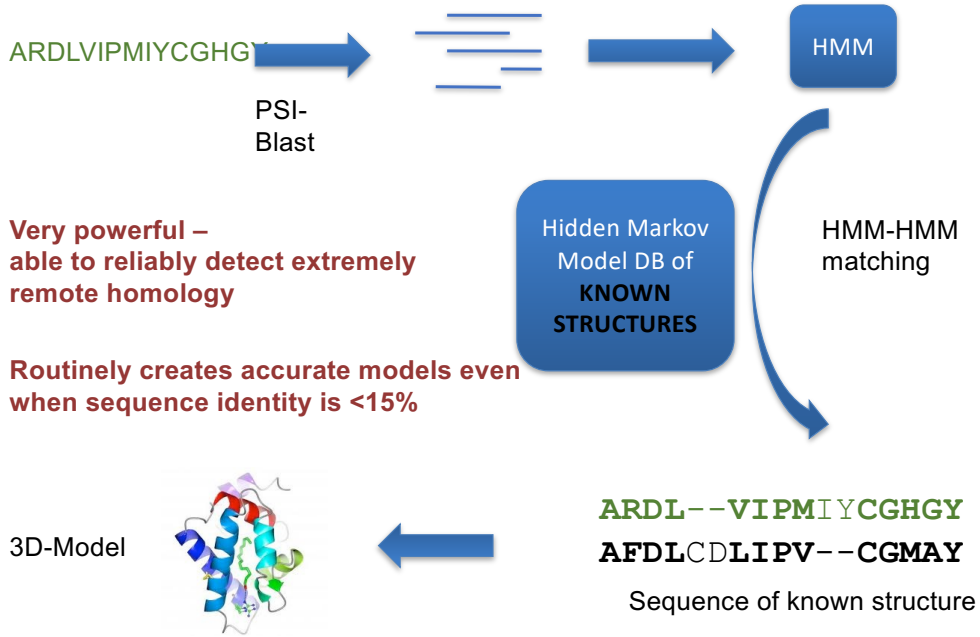 ARDLVIPMIYCGHGY
PSI-
Blast
HMM
Very powerful –
able to reliably detect extremely
remote homology
Hidden Markov
Model DB of
KNOWN
STRUCTURES
HMM-HMM
matching
Routinely creates accurate models even
when sequence identity is <15%
3D-Model
ARDL--VIPMIYCGHGY
AFDLCDLIPV--CGMAY
Sequence of known structure